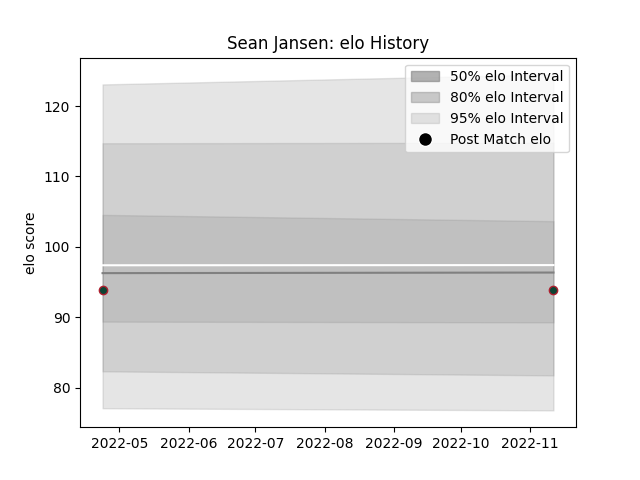 Sean Jansen: elo History
50% elo Interval
80% elo Interval
95% elo Interval
Post Match elo
elo score
120
110
100
90
80
2022-05 2022-06 2022-07 2022-08 2022-09 2022-10 2022-11